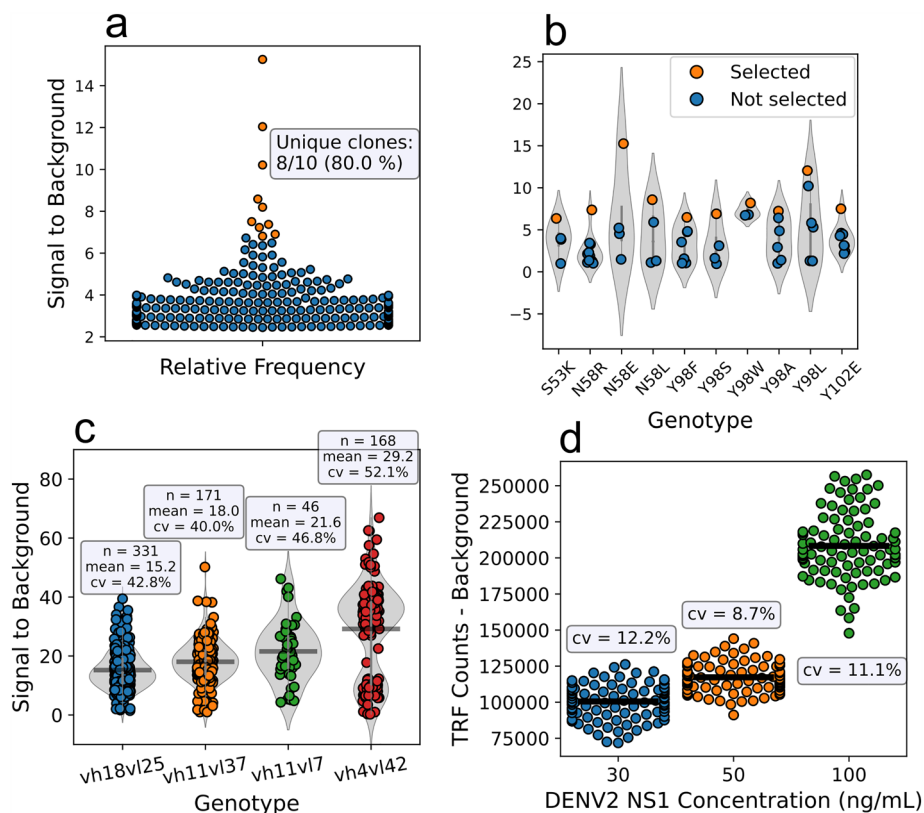 a
Signal to Background
14
12
10
8
6
4
2
Unique clones:
8/10 (80.0 %)
Relative Frequency
b
25
20
15
10
5
0
−5
Selected
Not selected
S53K
N58R
N58E
N58L
Y98F
Y98S
Y98W
Y98A
Y98L
Y102E
Genotype
c
Signal to Background
80
60
40
20
0
n = 331
mean = 15.2
cv = 42.8%
n = 171
mean = 18.0
cv = 40.0%
n = 46
mean = 21.6
cv = 46.8%
n = 168
mean = 29.2
cv = 52.1%
vh18vl25
vh11vl37
vh11vl7
vh4vl42
Genotype
d
TRF Counts - Background
250000
225000
200000
175000
150000
125000
100000
75000
cv = 12.2%
cv = 8.7%
cv = 11.1%
30
50
100
DENV2 NS1 Concentration (ng/mL)